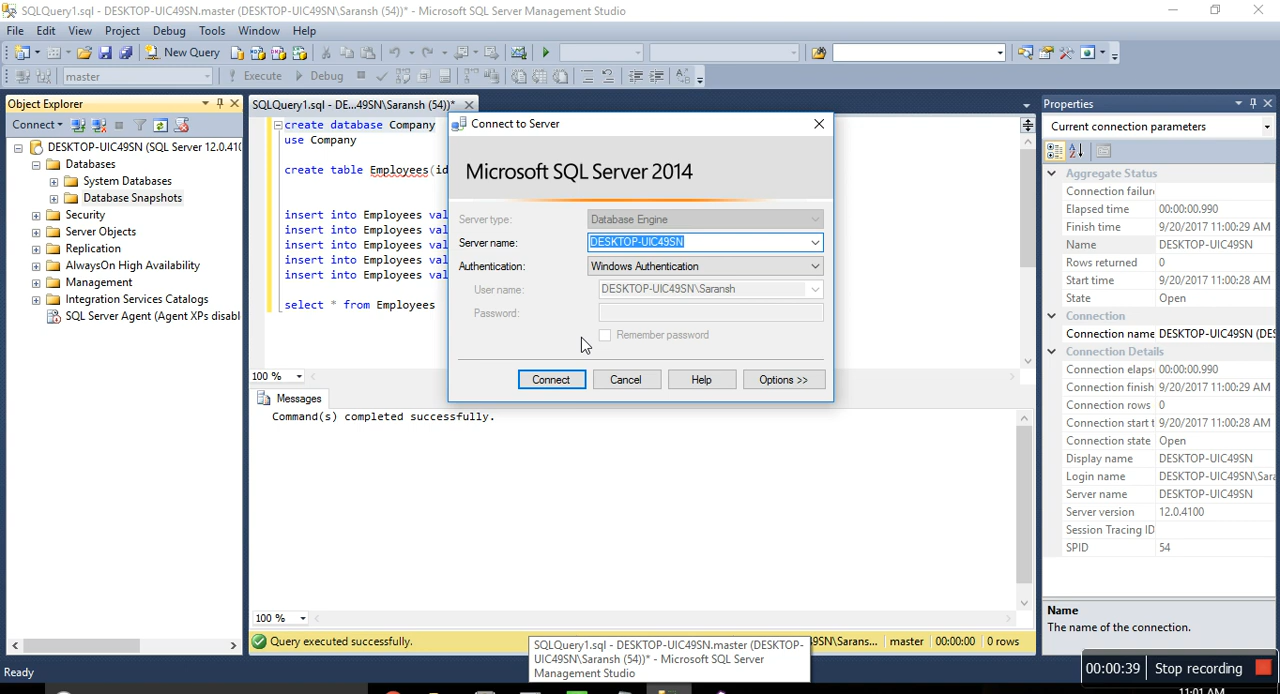 SQLQuery1.sql - DESKTOP-UIC49SN.master (DESKTOP-UIC49SN\Saransh (54))* - Microsoft SQL Server Management Studio
File Edit View Project Debug Tools Window Help
New Query
master Execute Debug
Object Explorer
Connect
DESKTOP-UIC49SN (SQL Server 12.0.410
Databases
System Databases
Database Snapshots
Security
Server Objects
Replication
AlwaysOn High Availability
Management
Integration Services Catalogs
SQL Server Agent (Agent XPs disabl
SQLQuery1.sql - DE...49SN\Saransh (54))*
create database Company
use Company
create table Employees(id
insert into Employees val
insert into Employees val
insert into Employees val
insert into Employees val
insert into Employees val
select * from Employees
100 %
Messages
Command(s) completed successfully.
100 %
Query executed successfully.
49SN\Sarans... master 00:00:00 0 rows
SQLQuery1.sql - DESKTOP-UIC49SN.master (DESKTOP-
UIC49SN\Saransh (54))* - Microsoft SQL Server
Management Studio
Connect to Server
Microsoft SQL Server 2014
Server type: Database Engine
Server name: DESKTOP-UIC49SN
Authentication: Windows Authentication
User name: DESKTOP-UIC49SN\Saransh
Password:
Remember password
Connect Cancel Help Options >>
Properties
Current connection parameters
Aggregate Status
Connection failure
Elapsed time 00:00:00.990
Finish time 9/20/2017 11:00:29 AM
Name DESKTOP-UIC49SN
Rows returned 0
Start time 9/20/2017 11:00:28 AM
State Open
Connection
Connection name DESKTOP-UIC49SN (DES
Connection Details
Connection elaps 00:00:00.990
Connection finish 9/20/2017 11:00:29 AM
Connection rows 0
Connection start t 9/20/2017 11:00:28 AM
Connection state Open
Display name DESKTOP-UIC49SN
Login name DESKTOP-UIC49SN\Sara
Server name DESKTOP-UIC49SN
Server version 12.0.4100
Session Tracing ID
SPID 54
Name
The name of the connection.
Ready
00:00:39 Stop recording
11:01 AM